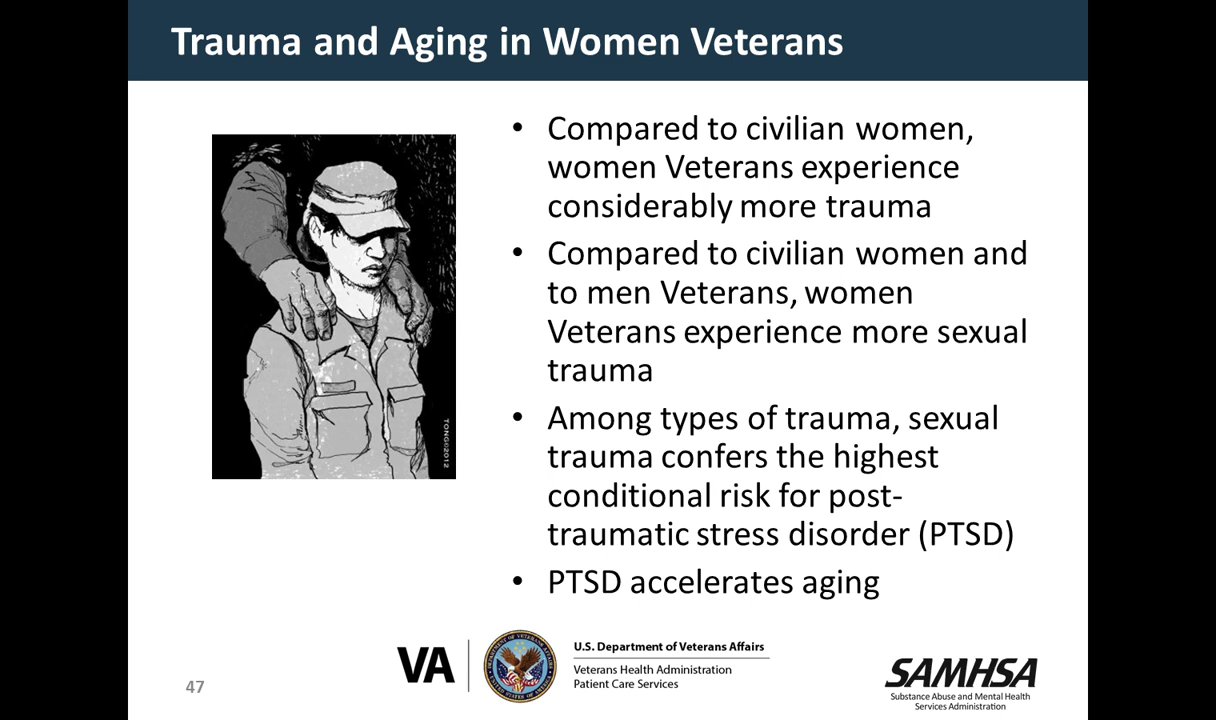 Trauma and Aging in Women Veterans
• Compared to civilian women,
women Veterans experience
considerably more trauma
• Compared to civilian women and
to men Veterans, women
Veterans experience more sexual
trauma
• Among types of trauma, sexual
trauma confers the highest
conditional risk for post-
traumatic stress disorder (PTSD)
• PTSD accelerates aging
TONG©2012
VA
U.S. Department of Veterans Affairs
Veterans Health Administration
Patient Care Services
SAMHSA
Substance Abuse and Mental Health
Services Administration
47